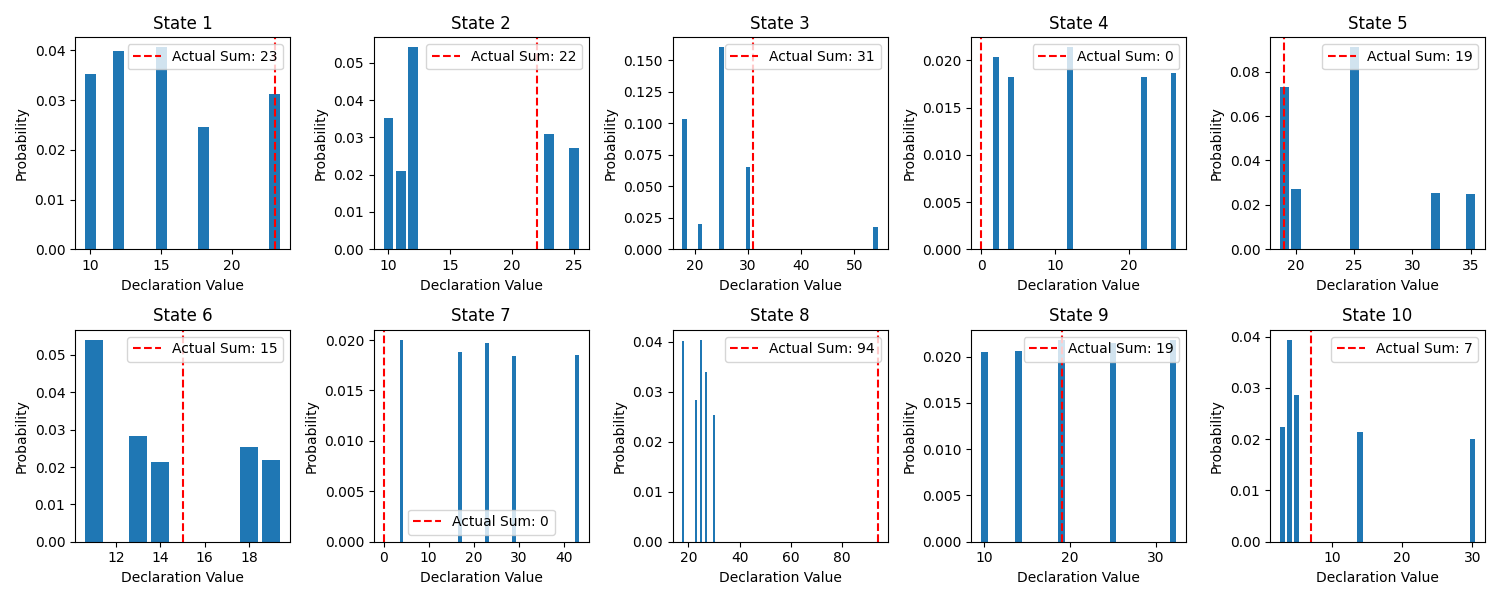 State 1
Actual Sum: 23
Probability
0.04
0.03
0.02
0.01
0.00
10
20
Declaration Value
State 2
Actual Sum: 22
Probability
0.05
0.04
0.03
0.02
0.01
0.00
10
15
20
25
Declaration Value
State 3
Actual Sum: 31
Probability
0.150
0.125
0.100
0.075
0.050
0.025
0.000
20
30
40
50
Declaration Value
State 4
Actual Sum: 0
Probability
0.020
0.015
0.010
0.005
0.000
0
10
20
Declaration Value
State 5
Actual Sum: 19
Probability
0.08
0.06
0.04
0.02
0.00
20
25
30
35
Declaration Value
State 6
Actual Sum: 15
Probability
0.05
0.04
0.03
0.02
0.01
0.00
12
14
16
18
Declaration Value
State 7
Actual Sum: 0
Probability
0.020
0.015
0.010
0.005
0.000
0
10
20
30
40
Declaration Value
State 8
Actual Sum: 94
Probability
0.04
0.03
0.02
0.01
0.00
20
40
60
80
Declaration Value
State 9
Actual Sum: 19
Probability
0.020
0.015
0.010
0.005
0.000
10
20
30
Declaration Value
State 10
Actual Sum: 7
Probability
0.04
0.03
0.02
0.01
0.00
10
20
30
Declaration Value